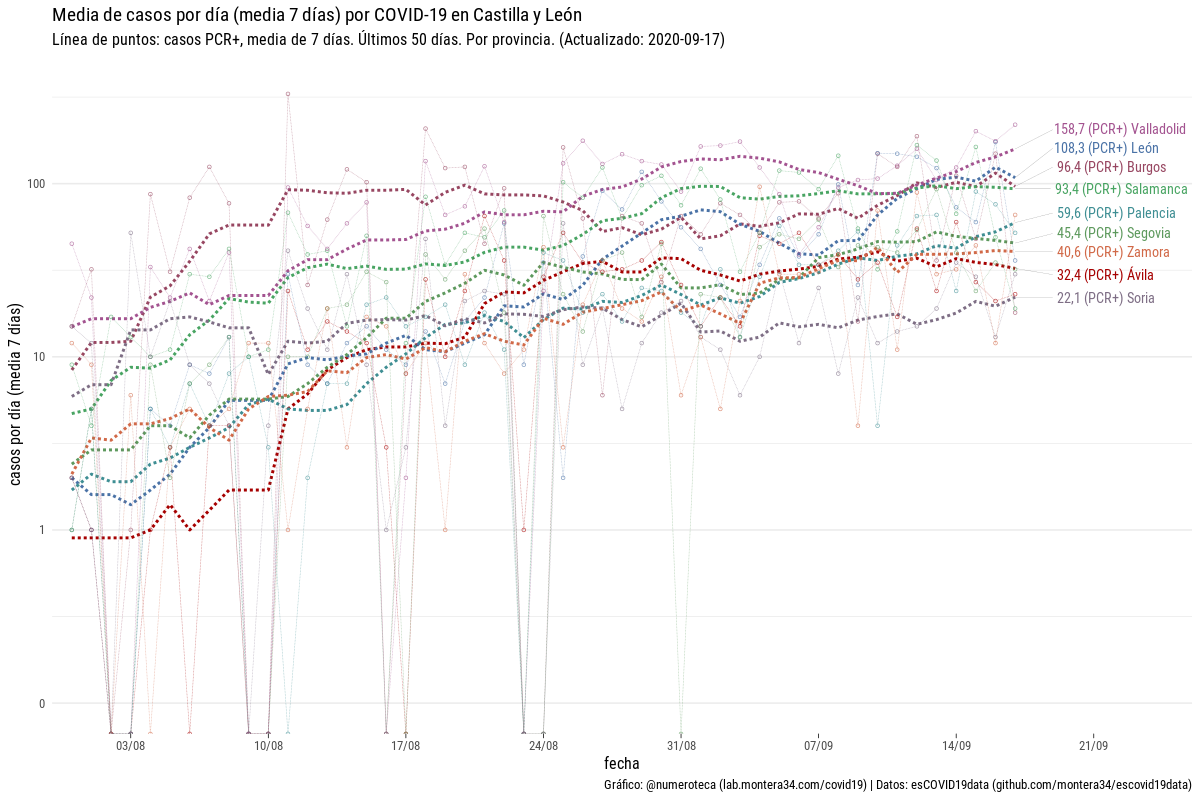 Media de casos por día (media 7 días) por COVID-19 en Castilla y León
Línea de puntos: casos PCR+, media de 7 días. Últimos 50 días. Por provincia. (Actualizado: 2020-09-17)
casos por día (media 7 días)
100
10
1
0
158,7 (PCR+) Valladolid
108,3 (PCR+) León
96,4 (PCR+) Burgos
93,4 (PCR+) Salamanca
59,6 (PCR+) Palencia
45,4 (PCR+) Segovia
40,6 (PCR+) Zamora
32,4 (PCR+) Ávila
22,1 (PCR+) Soria
03/08
10/08
17/08
24/08
31/08
07/09
14/09
21/09
fecha
Gráfico: @numeroteca (lab.montera34.com/covid19) | Datos: esCOVID19data (github.com/montera34/escovid19data)